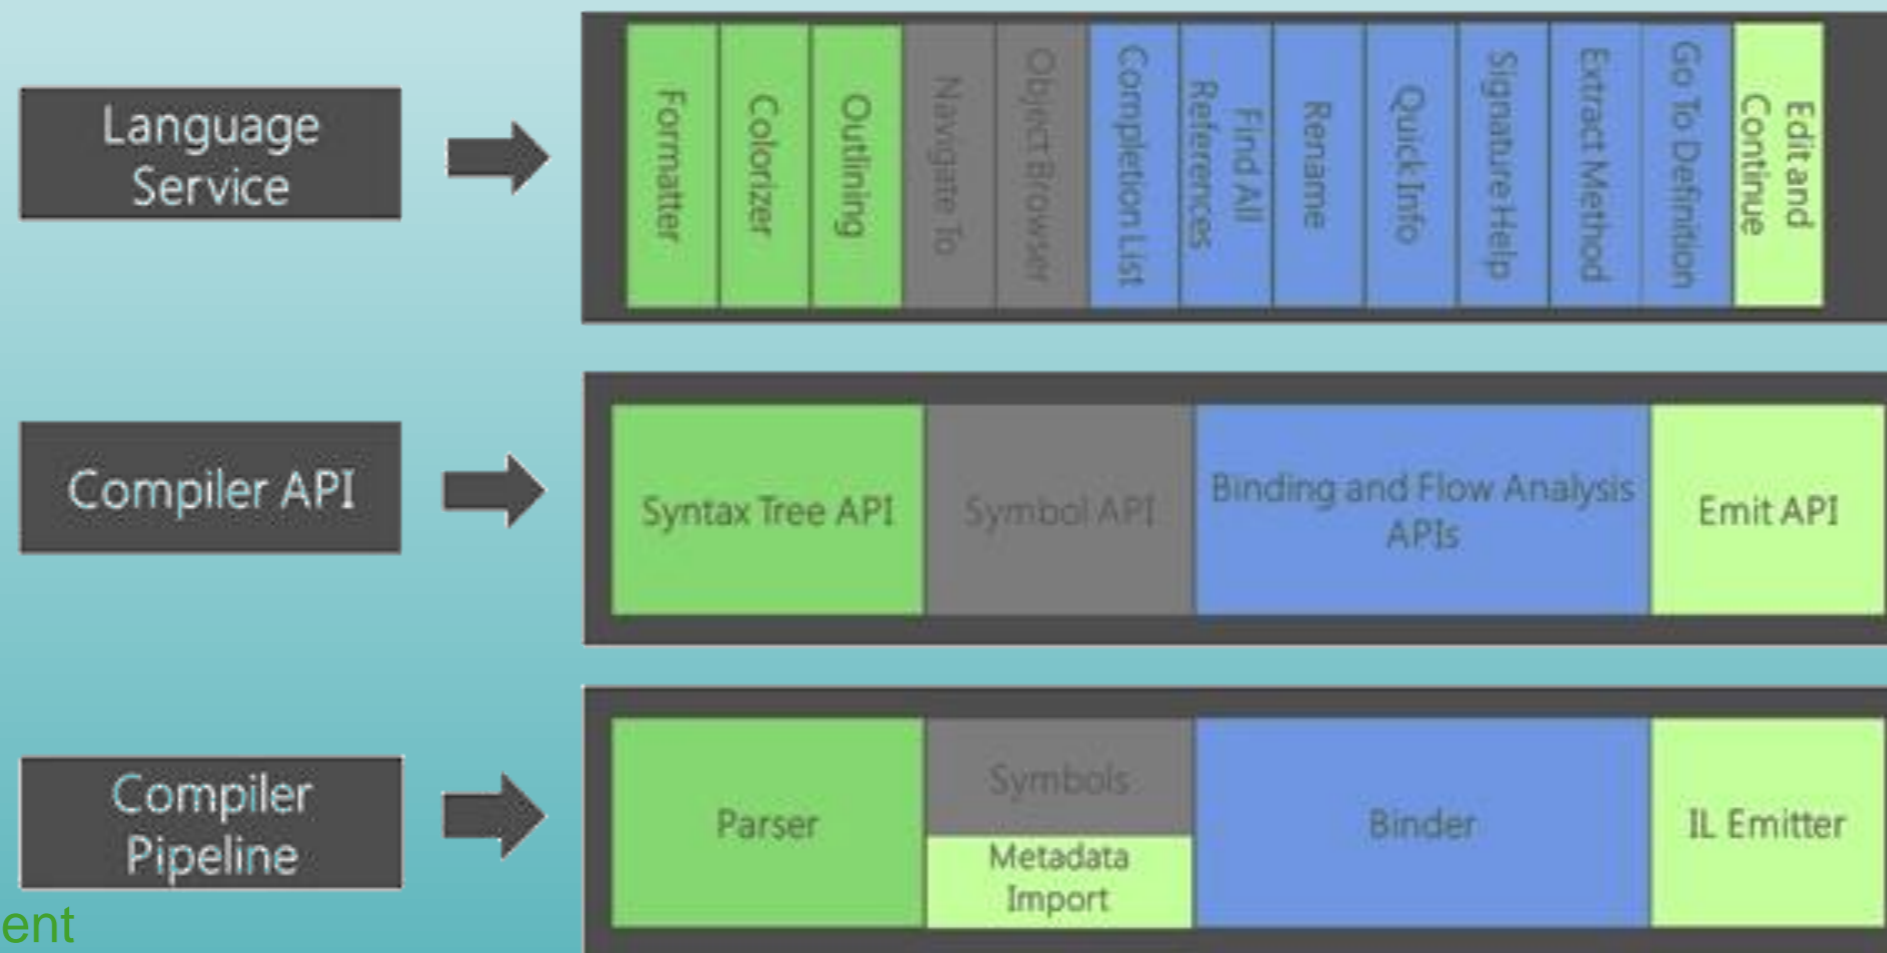 Language
Service
Formatter
Colorizer
Outlining
Navigate To
Object Browser
Completion List
Find All
References
Rename
Quick Info
Signature Help
Extract Method
Go To Definition
Edit and
Continue
Compiler API
Syntax Tree API
Symbol API
Binding and Flow Analysis
APIs
Emit API
Compiler
Pipeline
Parser
Symbols
Metadata
Import
Binder
IL Emitter
ent